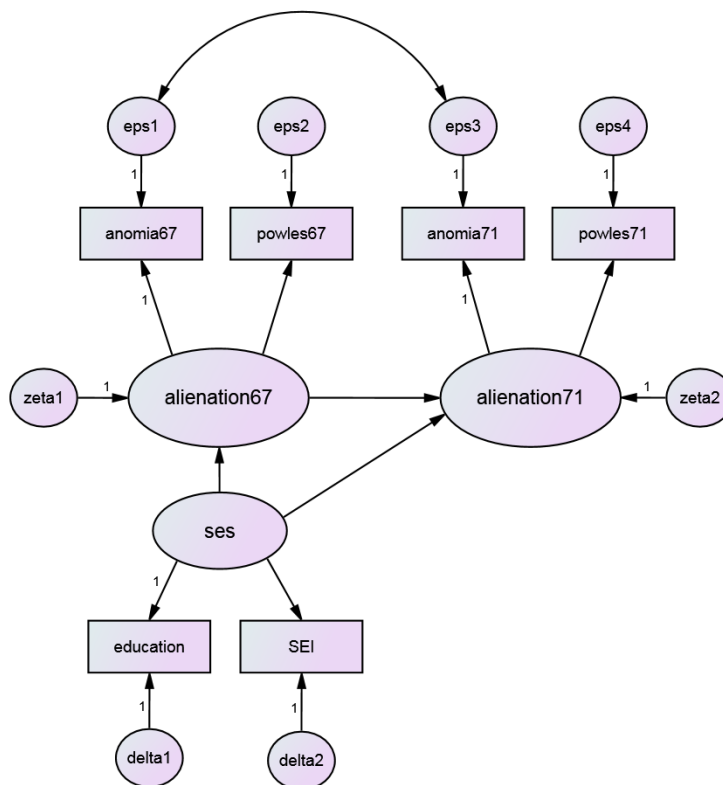 eps1
eps2
eps3
eps4
1
1
1
1
anomia67
powles67
anomia71
powles71
1
1
zeta1
1
alienation67
alienation71
1
zeta2
ses
1
education
SEI
1
1
delta1
delta2